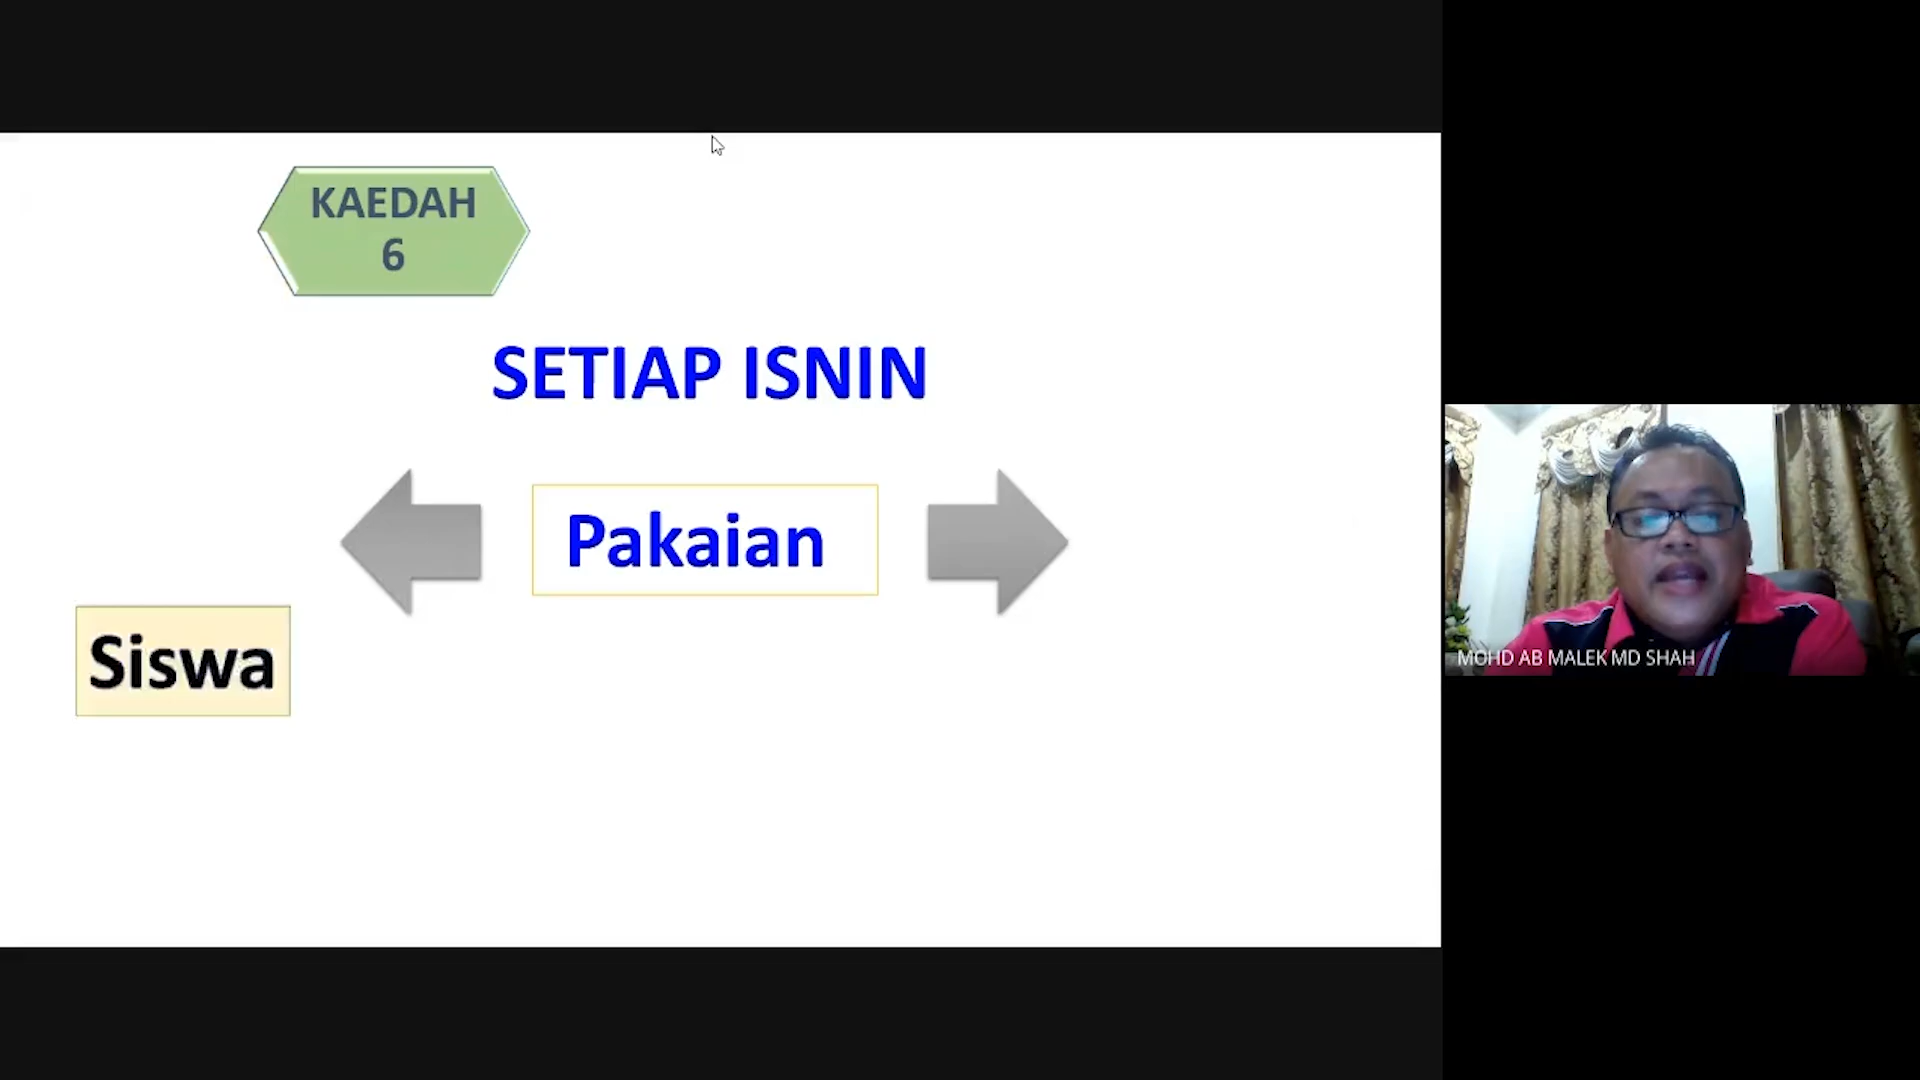 KAEDAH
6
SETIAP ISNIN
Pakaian
Siswa
MOHD AB MALEK MD SHAH